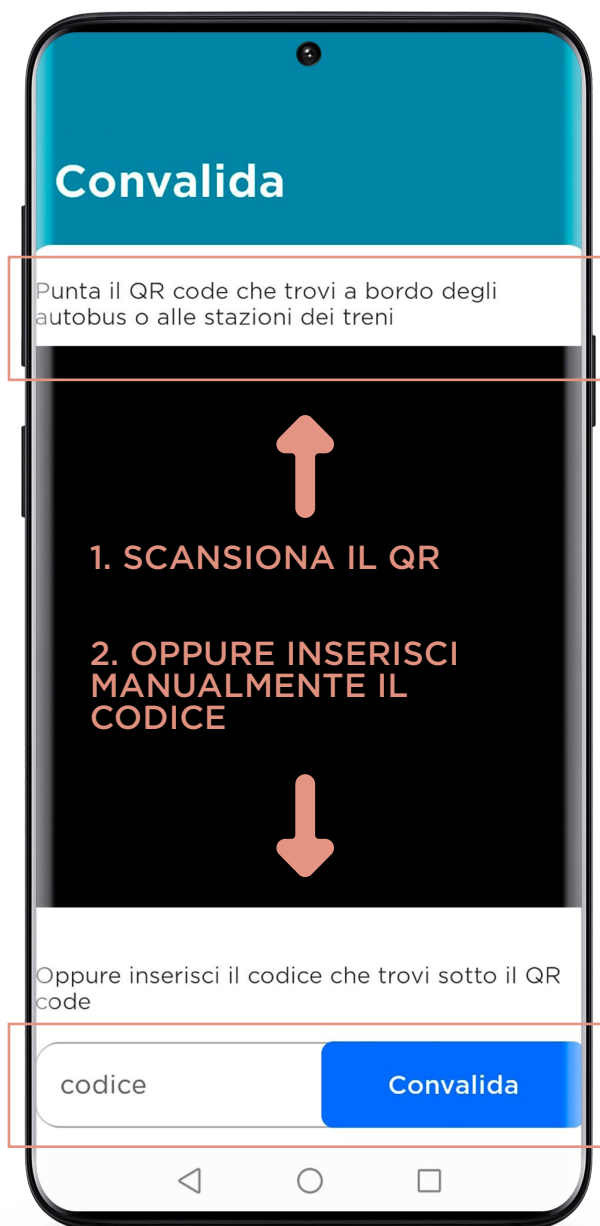 Convalida
Punta il QR code che trovi a bordo degli
autobus o alle stazioni dei treni
1. SCANSIONA IL QR
2. OPPURE INSERISCI
MANUALMENTE IL
CODICE
Oppure inserisci il codice che trovi sotto il QR
code
codice
Convalida